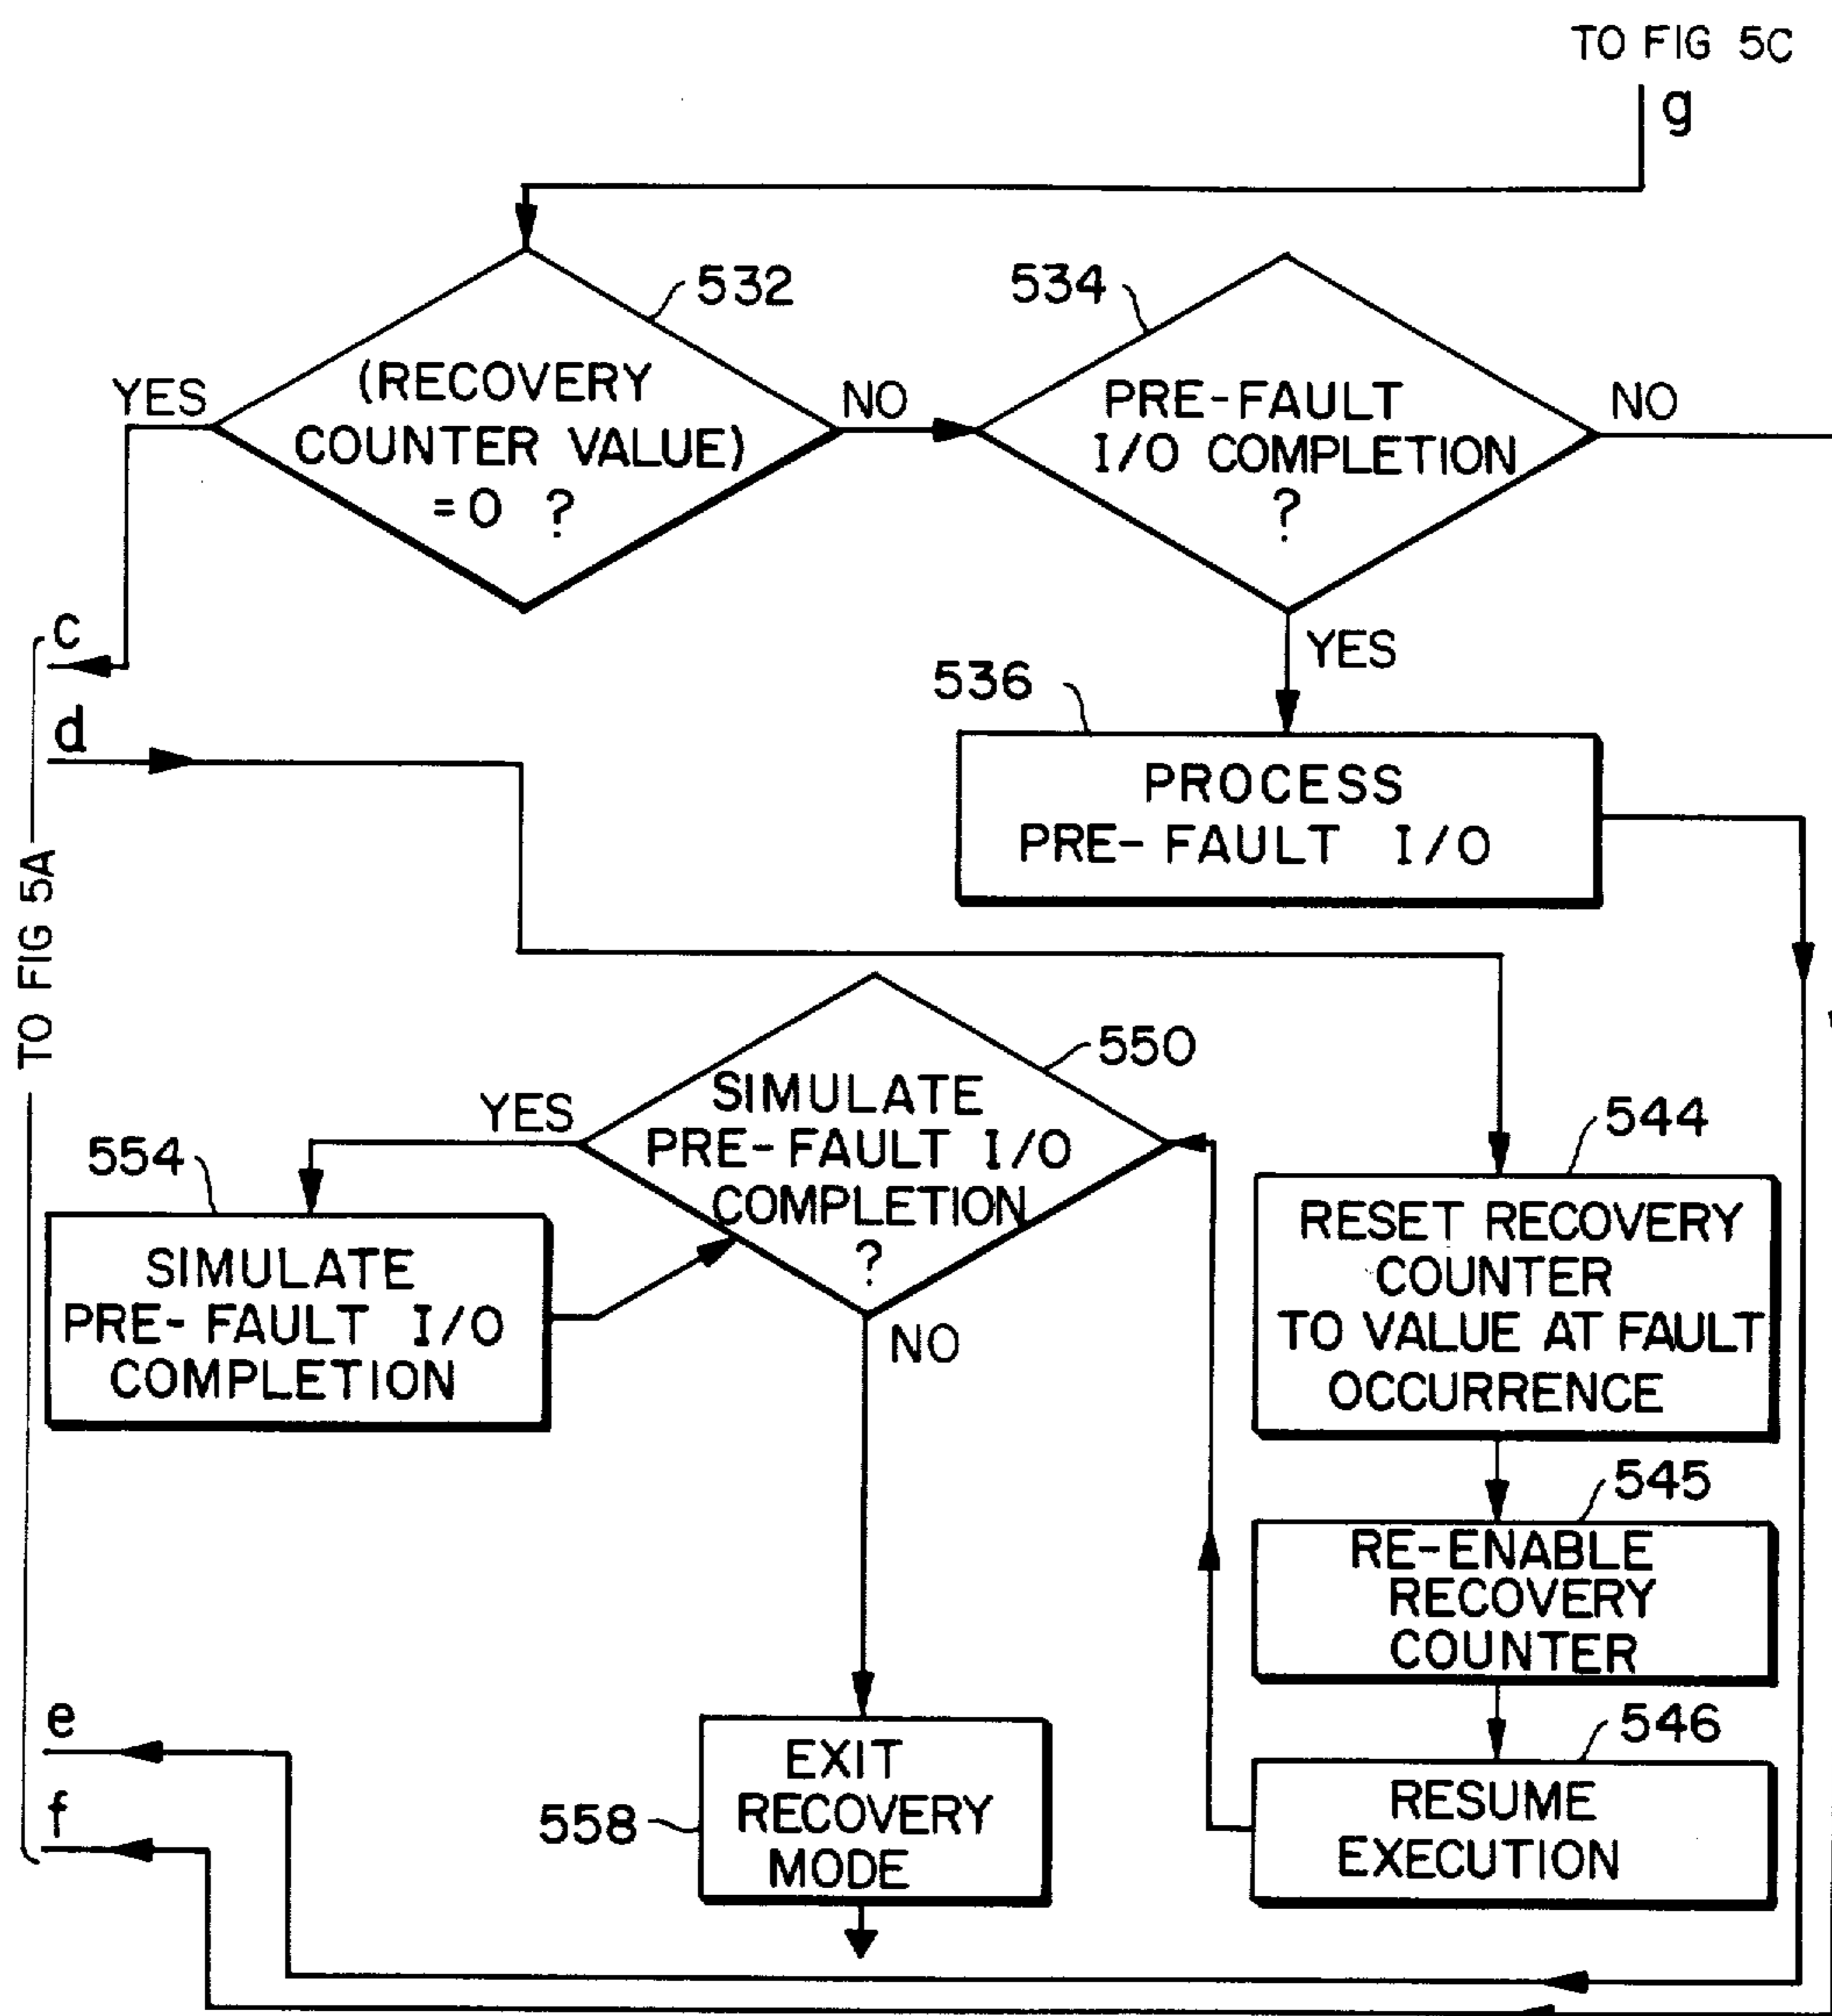 TO FIG 5C
g
532
534
YES
(RECOVERY
COUNTER VALUE)
=0 ?
NO
PRE-FAULT
I/O COMPLETION
?
NO
c
YES
536
d
PROCESS
PRE-FAULT I/O
TO FIG 5A
550
YES
SIMULATE
PRE-FAULT I/O
COMPLETION
?
544
554
RESET RECOVERY
COUNTER
TO VALUE AT FAULT
OCCURRENCE
SIMULATE
PRE-FAULT I/O
COMPLETION
NO
545
RE-ENABLE
RECOVERY
COUNTER
e
546
EXIT
RECOVERY
MODE
558
RESUME
EXECUTION
f